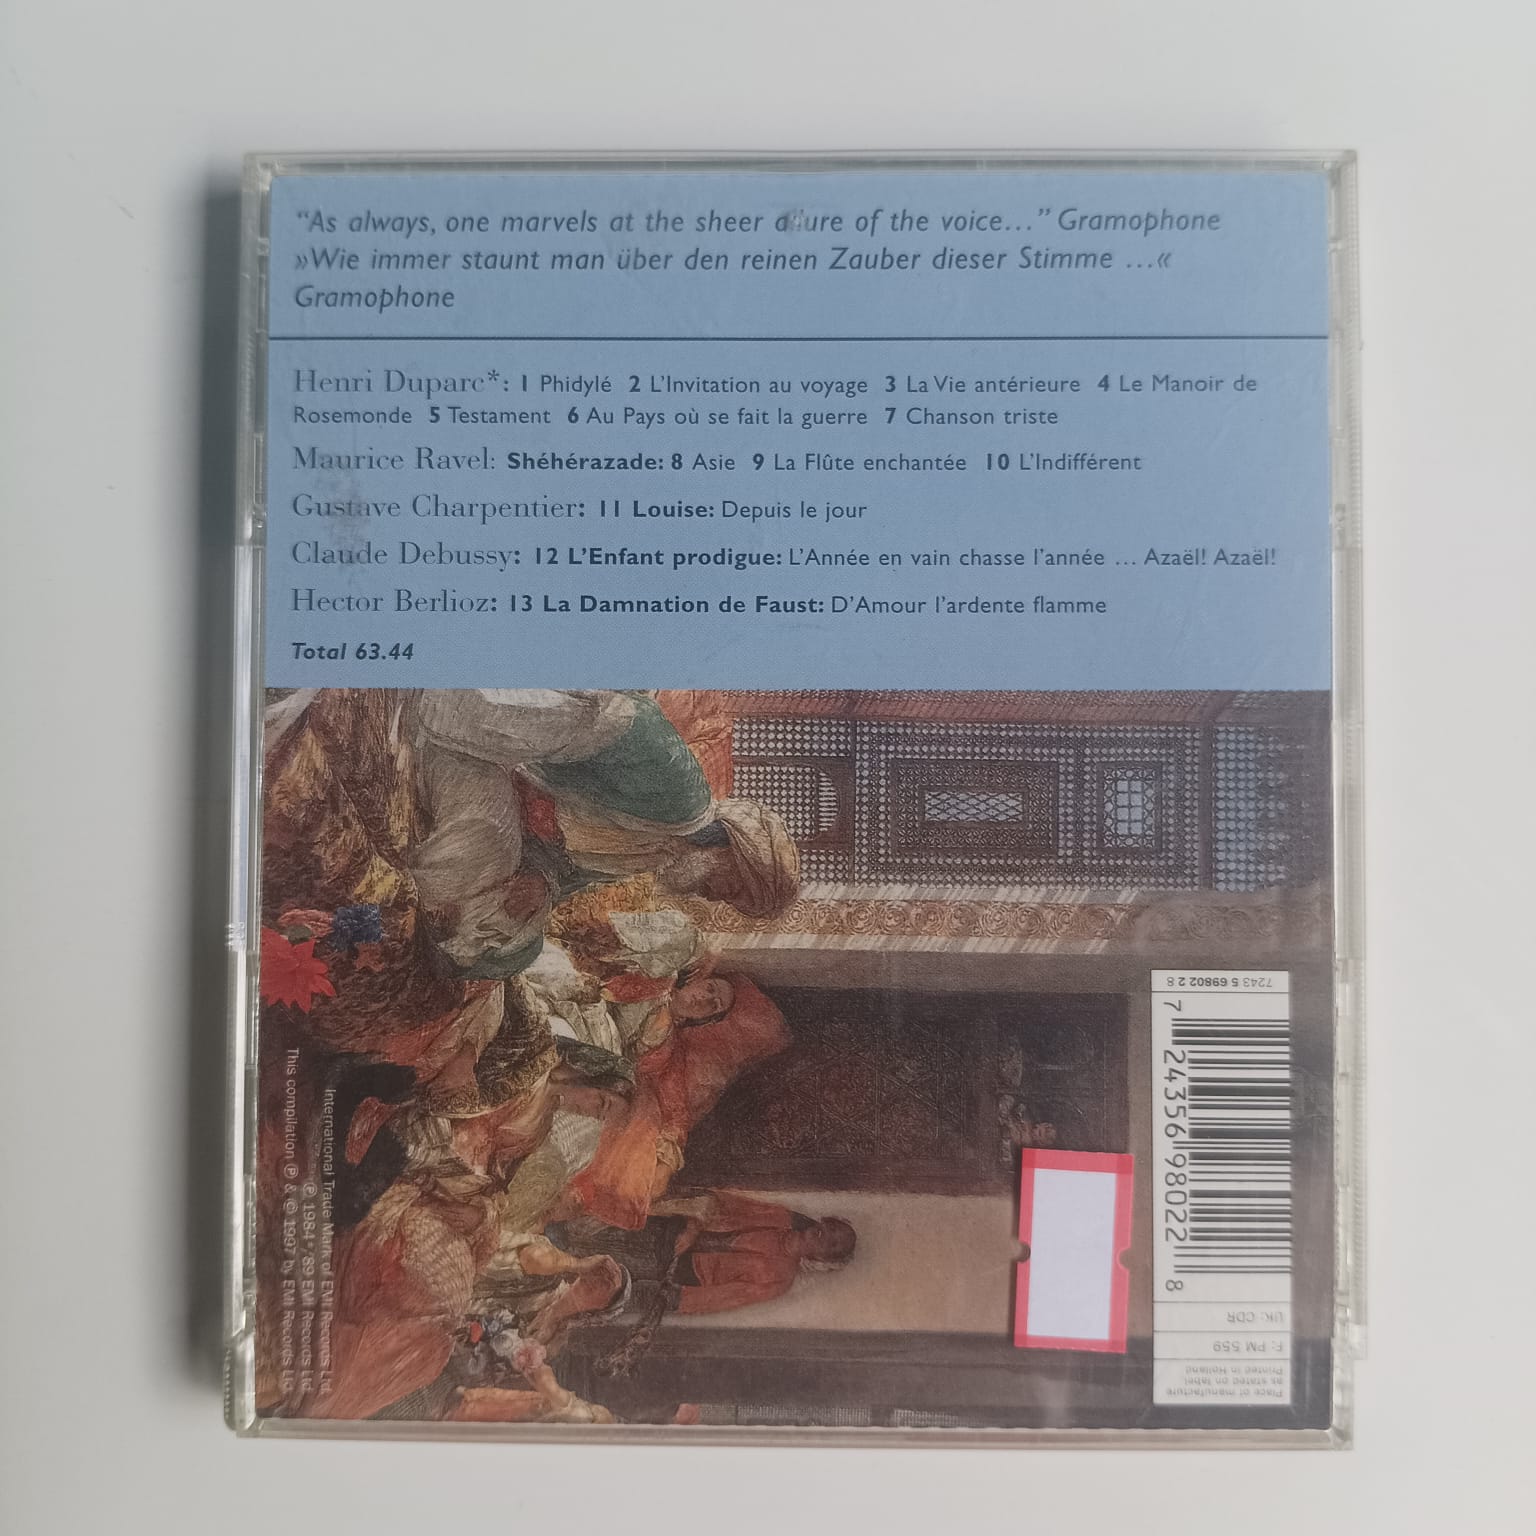 “As always, one marvels at the sheer allure of the voice…” Gramophone
»Wie immer staunt man über den reinen Zauber dieser Stimme …«
Gramophone
Henri Duparc*: 1 Phidylé 2 L’Invitation au voyage 3 La Vie antérieure 4 Le Manoir de
Rosemonde 5 Testament 6 Au Pays où se fait la guerre 7 Chanson triste
Maurice Ravel: Shéhérazade: 8 Asie 9 La Flûte enchantée 10 L’Indifférent
Gustave Charpentier: 11 Louise: Depuis le jour
Claude Debussy: 12 L’Enfant prodigue: L’Année en vain chasse l’année … Azaël! Azaël!
Hector Berlioz: 13 La Damnation de Faust: D’Amour l’ardente flamme
Total 63.44
7243 5 69802 2 8
7 24356 98022 8
UK: CDR
F: PM 559
Place of manufacture
as stated on label
Printed in Holland
International Trade Mark of EMI Records Ltd.
℗ 1984*, 89 EMI Records Ltd.
This compilation ℗ & © 1997 by EMI Records Ltd.